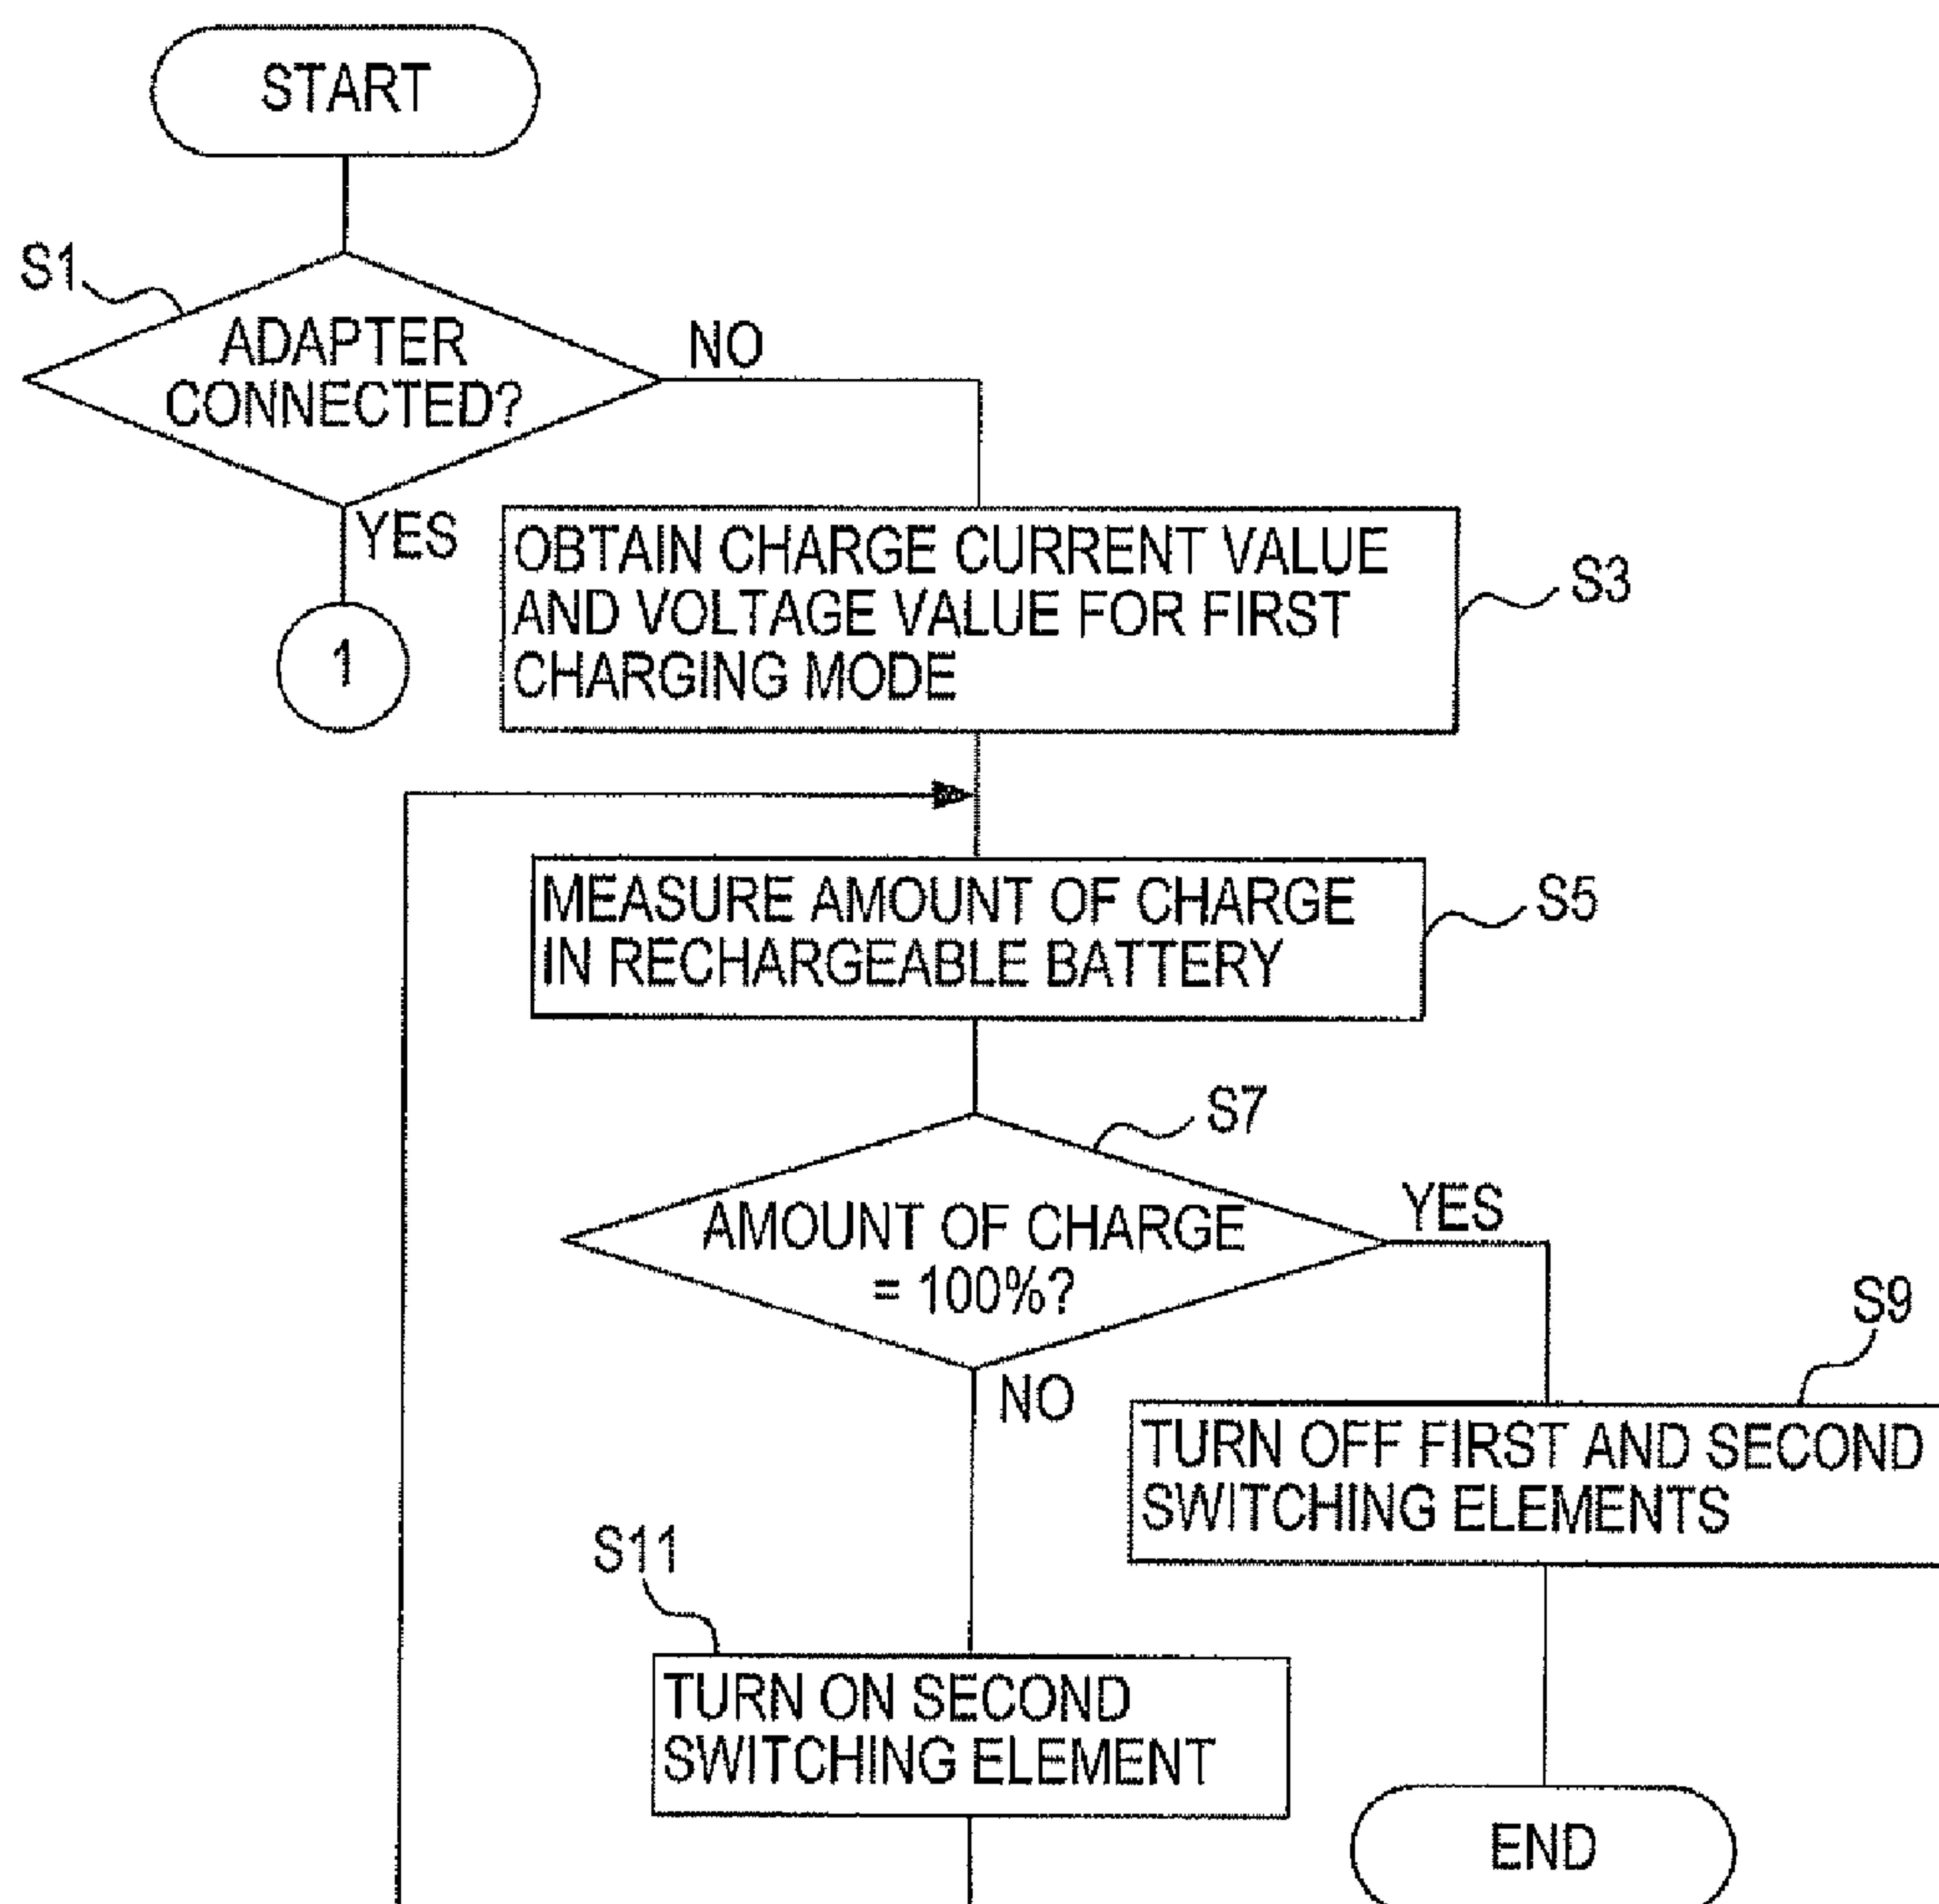 START
S1
ADAPTER
CONNECTED?
NO
YES
1
OBTAIN CHARGE CURRENT VALUE
AND VOLTAGE VALUE FOR FIRST
CHARGING MODE
S3
MEASURE AMOUNT OF CHARGE
IN RECHARGEABLE BATTERY
S5
S7
AMOUNT OF CHARGE
= 100%?
YES
NO
S9
TURN OFF FIRST AND SECOND
SWITCHING ELEMENTS
S11
TURN ON SECOND
SWITCHING ELEMENT
END